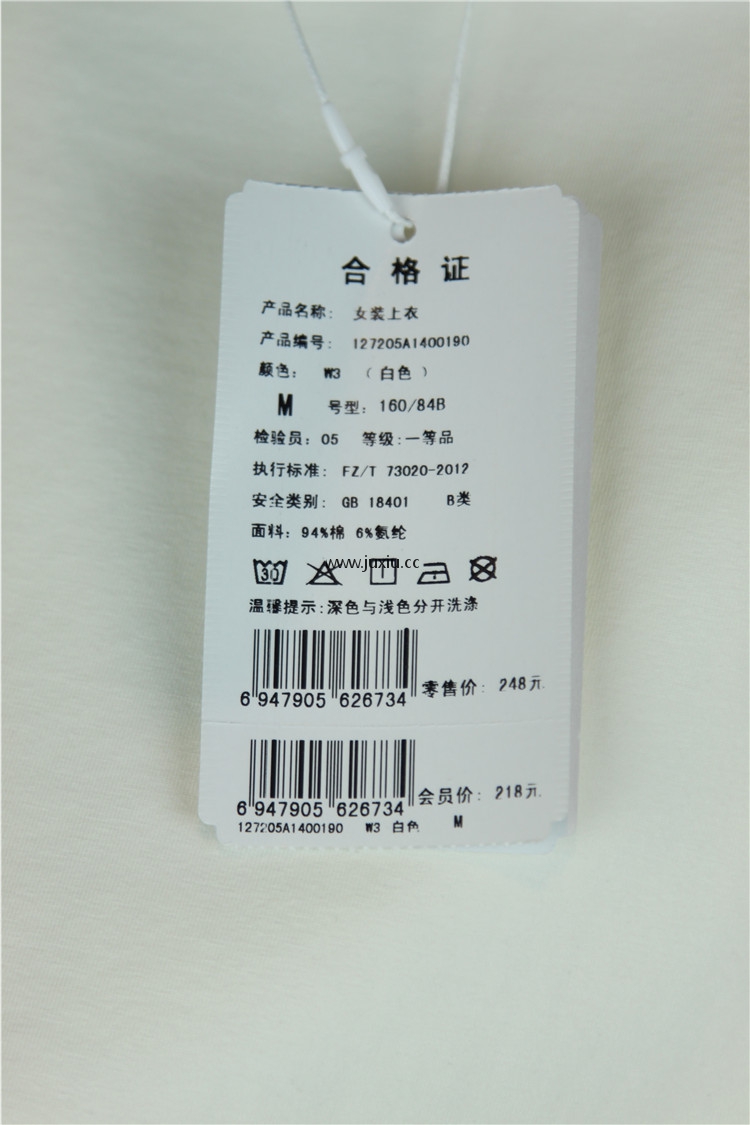 合格证
产品名称： 女装上衣
产品编号： 127205A1400190
颜色： W3 （白色）
M 号型：160/84B
检验员：05 等级：一等品
执行标准： FZ/T 73020-2012
安全类别： GB 18401 B类
面料：94%棉 6%氨纶
30
www.juxiu.cc
温馨提示：深色与浅色分开洗涤
6 947905 626734 零售价：248元.
6 947905 626734 会员价：218元.
127205A1400190 W3 白色 M